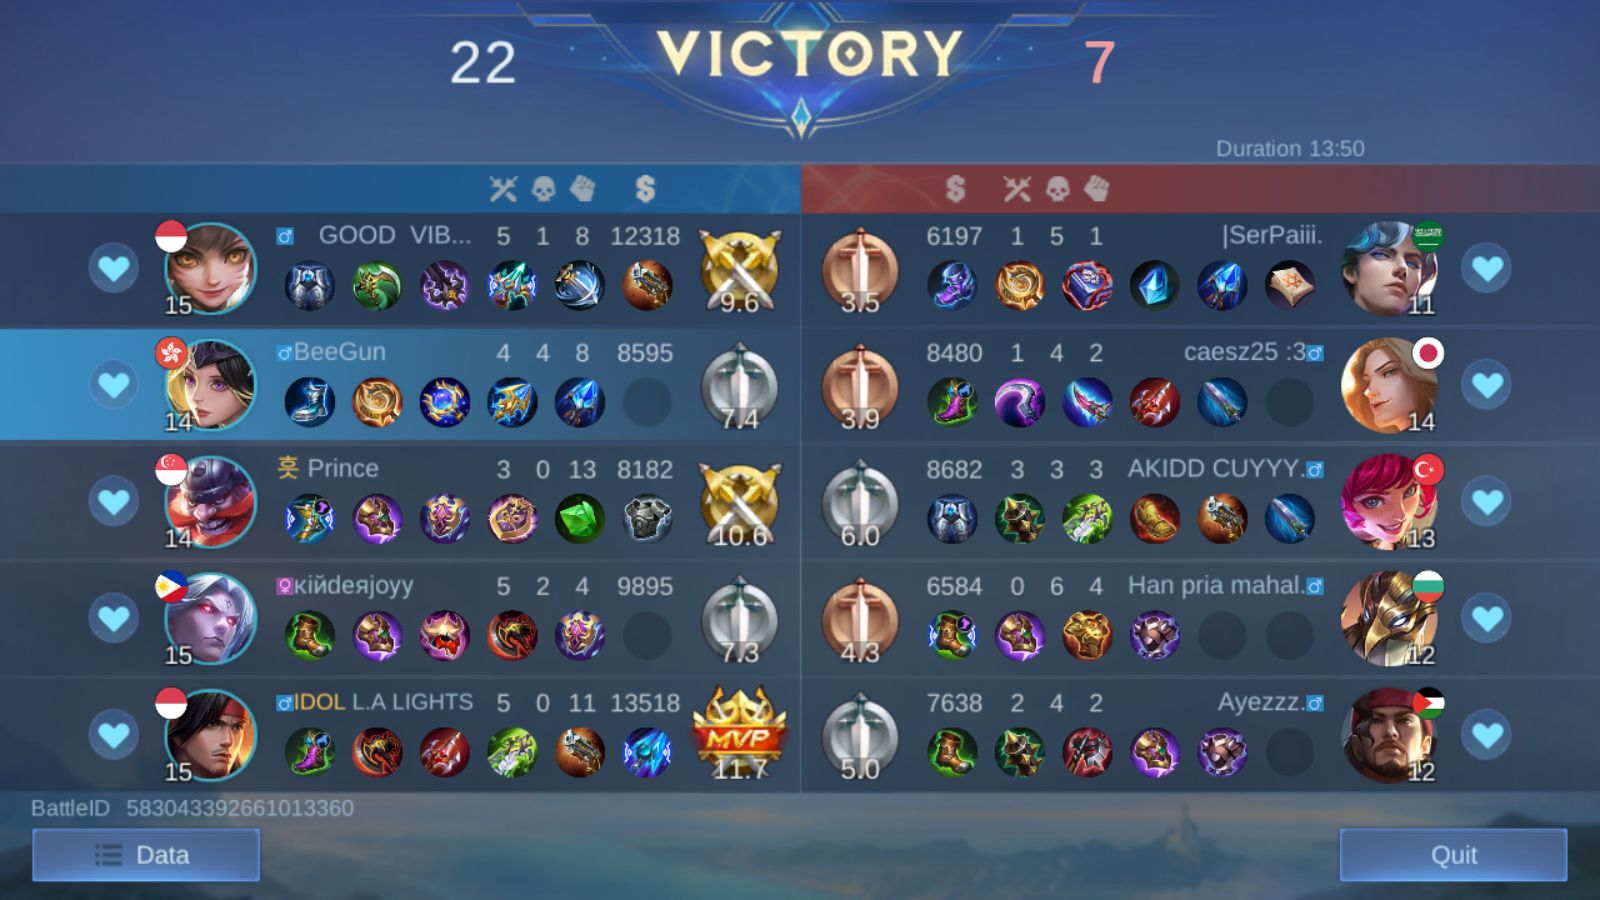 22 VICTORY 7
Duration 13:50
GOOD VIB... 5 1 8 12318 9.6 15
3.5 6197 1 5 1 |SerPaiii. 11
BeeGun 4 4 8 8595 7.4 14
3.9 8480 1 4 2 caesz25 :3 14
흇 Prince 3 0 13 8182 10.6 14
6.0 8682 3 3 3 AKIDD CUYYY. 13
кiйdeяjoyy 5 2 4 9895 7.3 15
4.3 6584 0 6 4 Han pria mahal. 12
IDOL L.A LIGHTS 5 0 11 13518 MVP 11.7 15
5.0 7638 2 4 2 Ayezzz. 12
BattleID 583043392661013360
Data
Quit